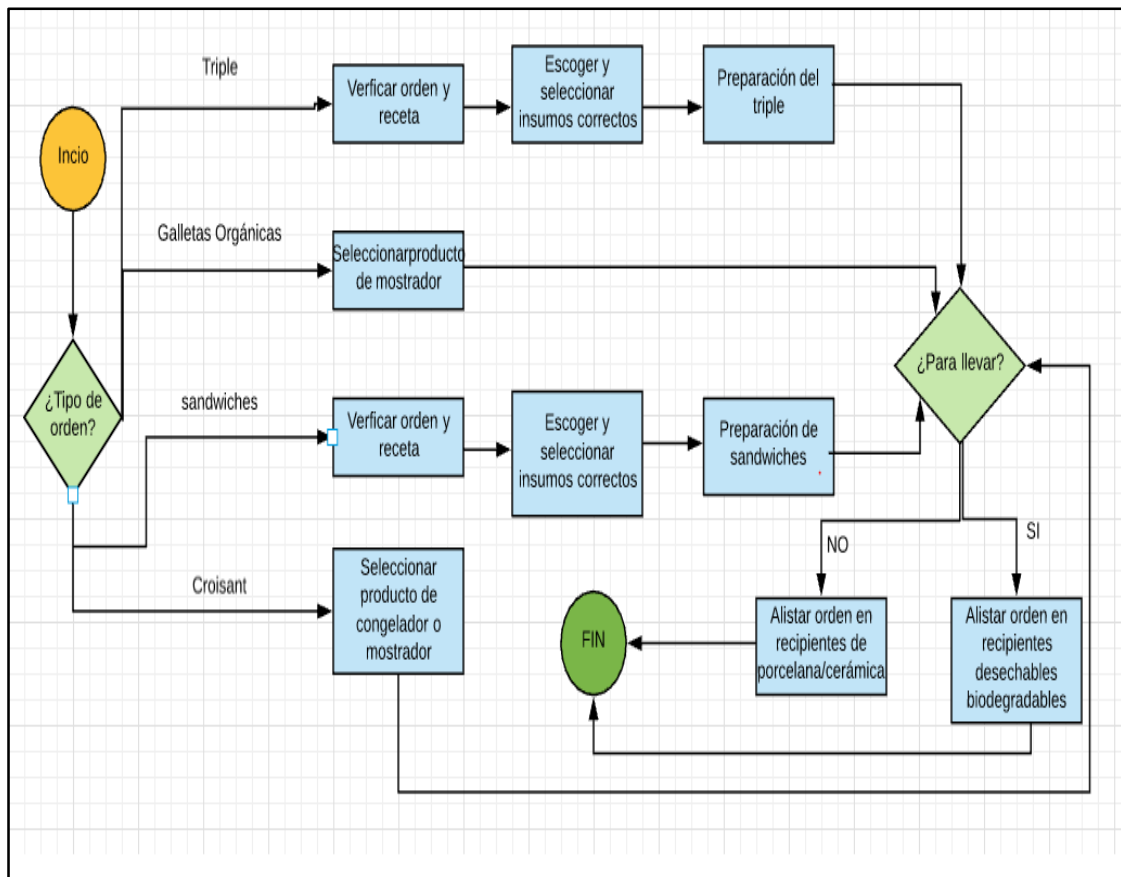 Triple
Verficar orden y
receta
Escoger y
seleccionar
insumos correctos
Preparación del
triple
Incio
Galletas Orgánicas
Seleccionarproducto
de mostrador
¿Tipo de
orden?
sandwiches
Verficar orden y
receta
Escoger y
seleccionar
insumos correctos
Preparación de
sandwiches
¿Para llevar?
NO
SI
Croisant
Seleccionar
producto de
congelador o
mostrador
FIN
Alistar orden en
recipientes de
porcelana/cerámica
Alistar orden en
recipientes
desechables
biodegradables